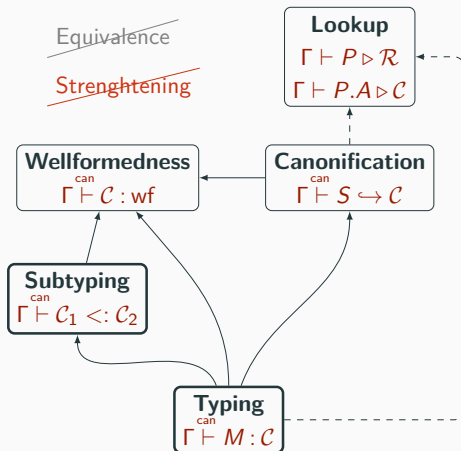 Equivalence
Strenghtening
Lookup
Γ ⊢ P ▷ ℛ
Γ ⊢ P.A ▷ 𝒞
Wellformedness
can
Γ ⊢ 𝒞 : wf
Canonification
can
Γ ⊢ S ↪ 𝒞
Subtyping
can
Γ ⊢ 𝒞₁ <: 𝒞₂
Typing
can
Γ ⊢ M : 𝒞